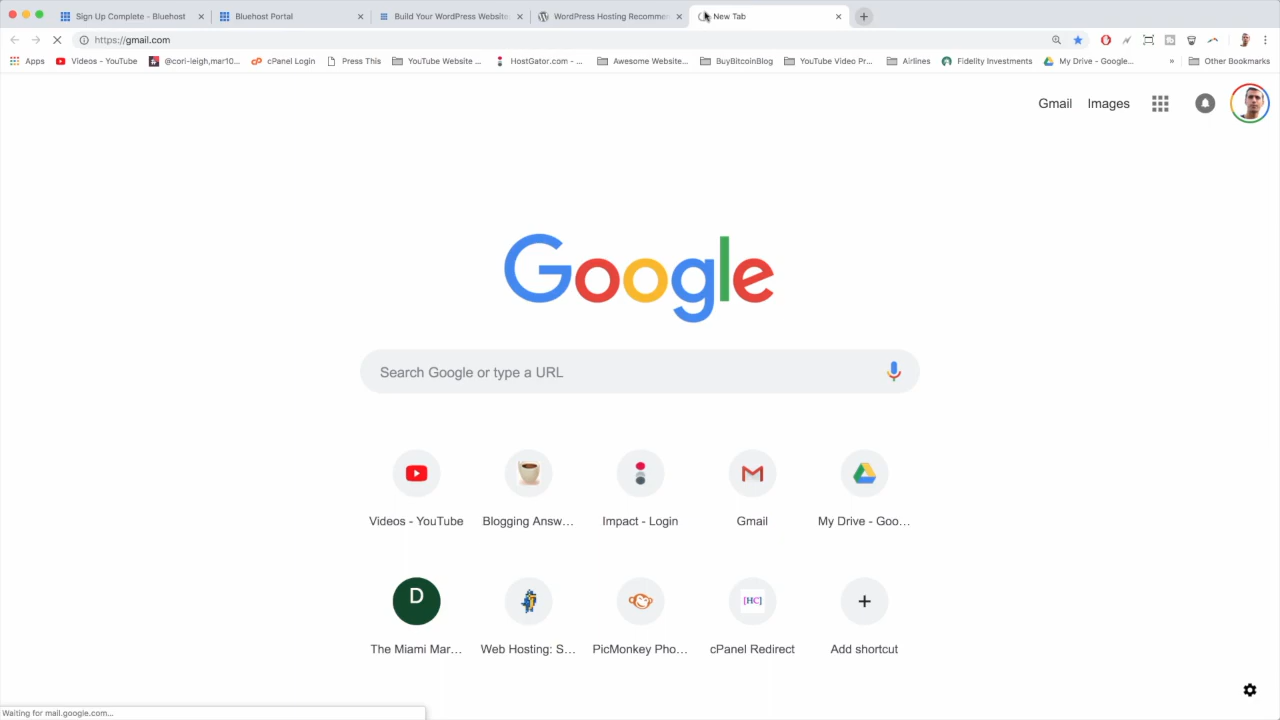 Sign Up Complete - Bluehost
Bluehost Portal
Build Your WordPress Website
WordPress Hosting Recommen
New Tab
https://gmail.com
Apps
Videos - YouTube
@cori-leigh,mar10...
cPanel Login
Press This
YouTube Website ...
HostGator.com - ...
Awesome Website...
BuyBitcoinBlog
YouTube Video Pr...
Airlines
Fidelity Investments
My Drive - Google...
»
Other Bookmarks
Gmail
Images
Google
Search Google or type a URL
Videos - YouTube
Blogging Answ...
Impact - Login
Gmail
My Drive - Goo...
D
The Miami Mar...
Web Hosting: S...
PicMonkey Pho...
[HC]
cPanel Redirect
Add shortcut
Waiting for mail.google.com...